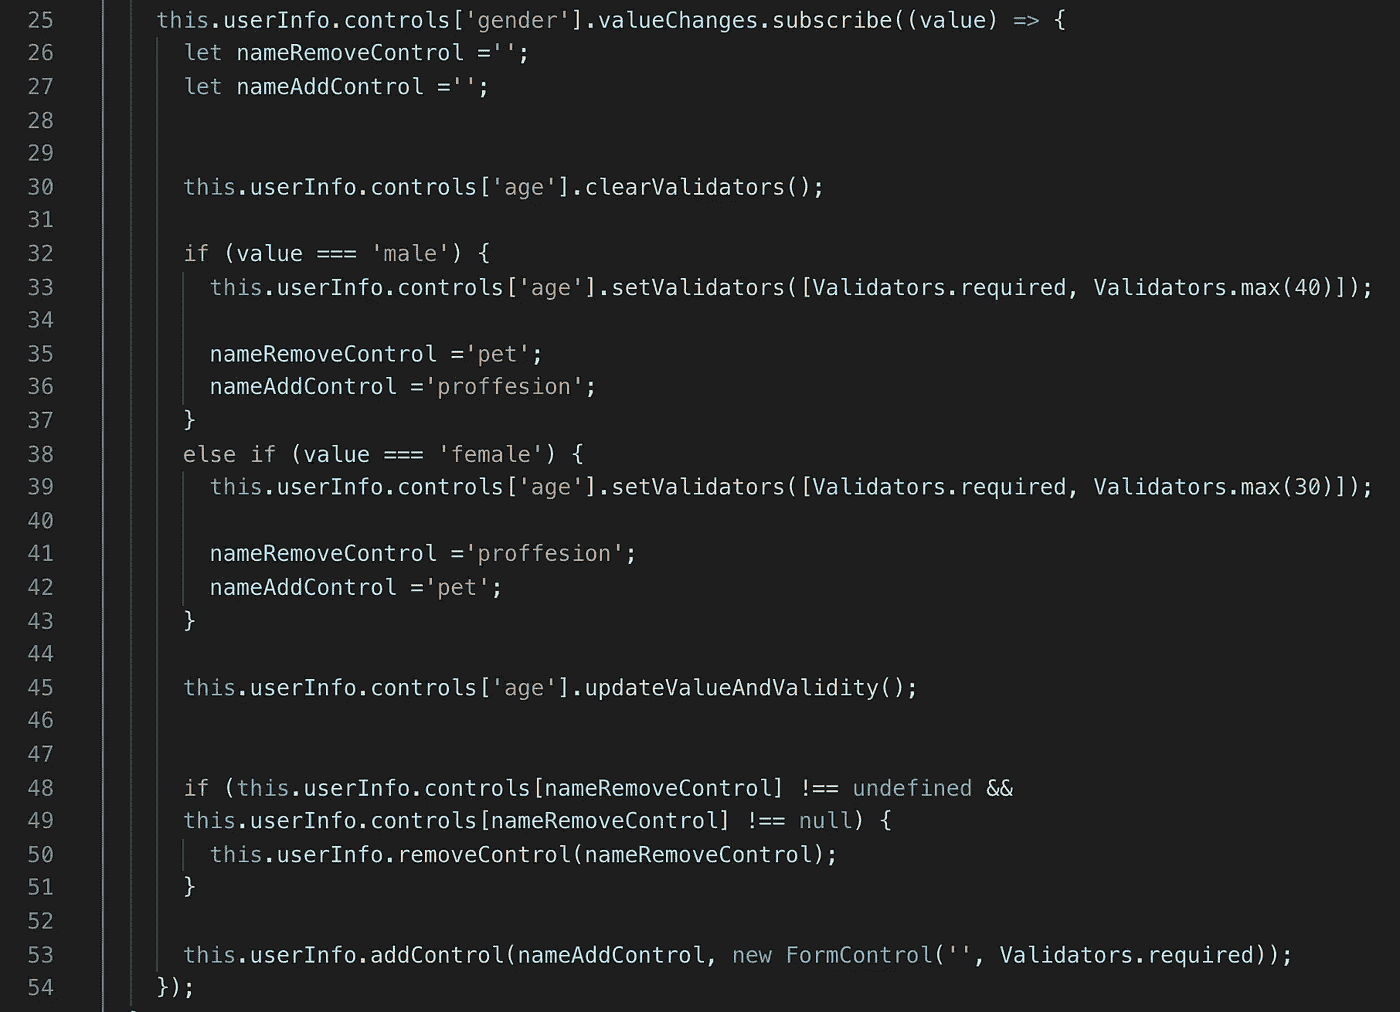 25 this.userInfo.controls['gender'].valueChanges.subscribe((value) => {
26 let nameRemoveControl ='';
27 let nameAddControl ='';
28
29
30 this.userInfo.controls['age'].clearValidators();
31
32 if (value === 'male') {
33 this.userInfo.controls['age'].setValidators([Validators.required, Validators.max(40)]);
34
35 nameRemoveControl ='pet';
36 nameAddControl ='proffesion';
37 }
38 else if (value === 'female') {
39 this.userInfo.controls['age'].setValidators([Validators.required, Validators.max(30)]);
40
41 nameRemoveControl ='proffesion';
42 nameAddControl ='pet';
43 }
44
45 this.userInfo.controls['age'].updateValueAndValidity();
46
47
48 if (this.userInfo.controls[nameRemoveControl] !== undefined &&
49 this.userInfo.controls[nameRemoveControl] !== null) {
50 this.userInfo.removeControl(nameRemoveControl);
51 }
52
53 this.userInfo.addControl(nameAddControl, new FormControl('', Validators.required));
54 });